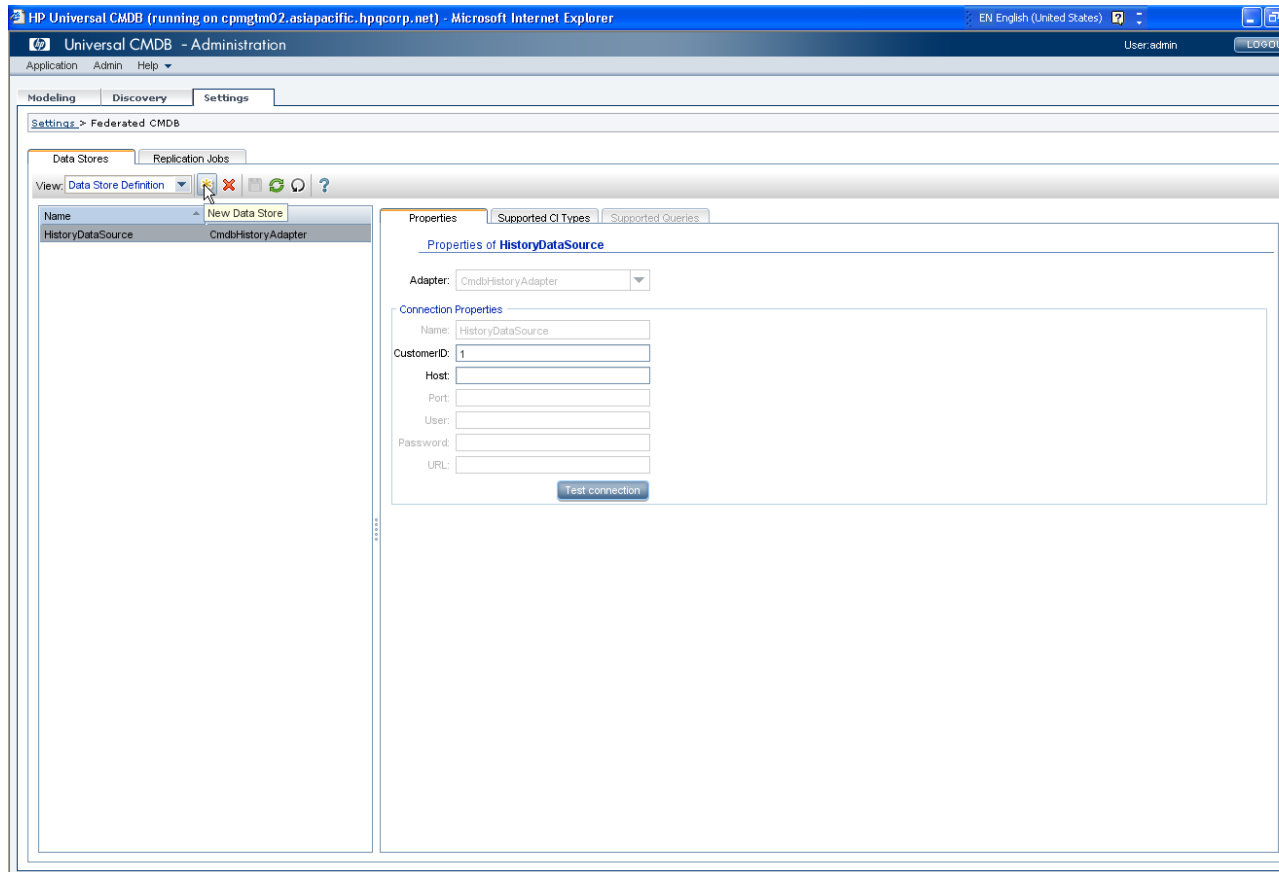 HP Universal CMDB (running on cpmgtm02.asiapacific.hpqcorp.net) - Microsoft Internet Explorer
EN English (United States)
Universal CMDB - Administration
User:admin
LOGOU
Application Admin Help
Modeling Discovery Settings
Settings > Federated CMDB
Data Stores Replication Jobs
View: Data Store Definition
New Data Store
Name
HistoryDataSource CmdbHistoryAdapter
Properties Supported CI Types Supported Queries
Properties of HistoryDataSource
Adapter: CmdbHistoryAdapter
Connection Properties
Name: HistoryDataSource
CustomerID: 1
Host:
Port:
User:
Password:
URL:
Test connection